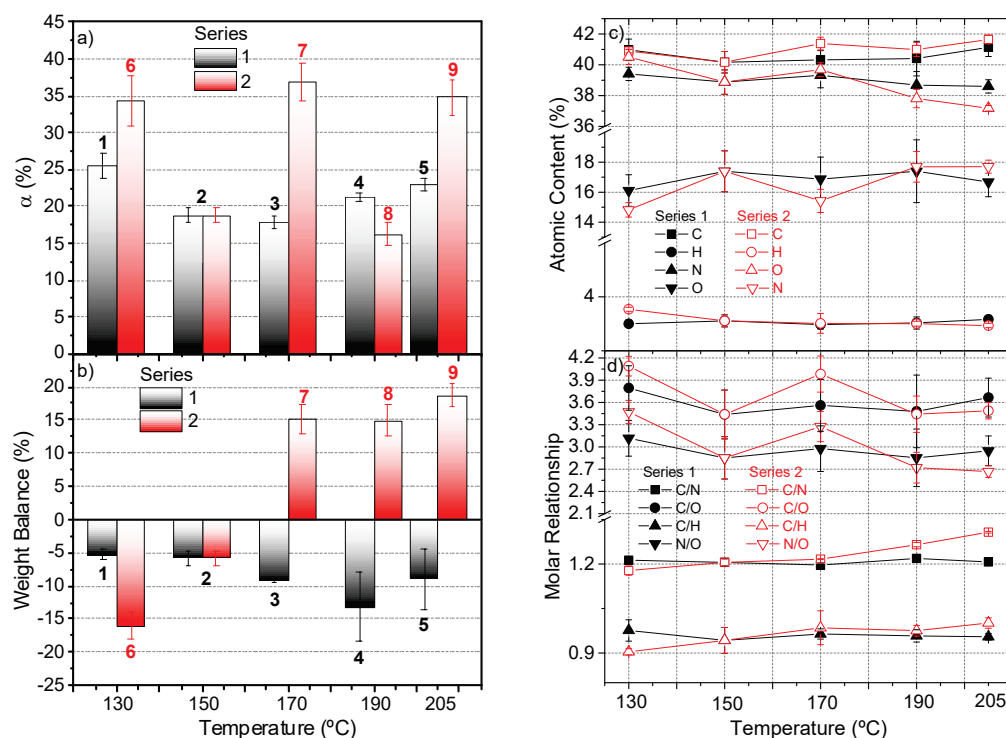 a)
Series
1
2
45
40
35
30
25
20
15
10
5
0
α (%)
1
6
2
3
7
4
8
5
9
b)
Series
1
2
20
15
10
5
0
-5
-10
-15
-20
-25
Weight Balance (%)
1
6
2
3
7
4
8
5
9
130 150 170 190 205
Temperature (ºC)
c)
42
40
38
36
18
16
14
4
Atomic Content (%)
Series 1 Series 2
C C
H H
N O
O N
d)
4.2
3.9
3.6
3.3
3.0
2.7
2.4
2.1
1.2
0.9
Molar Relationship
Series 1 Series 2
C/N C/N
C/O C/O
C/H C/H
N/O N/O
130 150 170 190 205
Temperature (ºC)